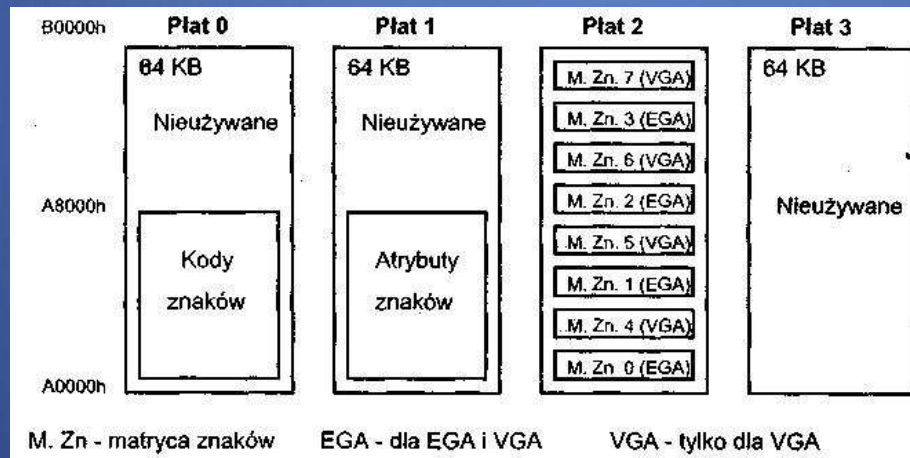 B0000h
Płat 0
Płat 1
Płat 2
Płat 3
64 KB
64 KB
64 KB
Nieużywane
Nieużywane
Nieużywane
A8000h
Kody
znaków
Atrybuty
znaków
M. Zn. 7 (VGA)
M. Zn. 3 (EGA)
M. Zn. 6 (VGA)
M. Zn. 2 (EGA)
M. Zn. 5 (VGA)
M. Zn. 1 (EGA)
M. Zn. 4 (VGA)
M. Zn. 0 (EGA)
A0000h
M. Zn - matryca znaków EGA - dla EGA i VGA VGA - tylko dla VGA